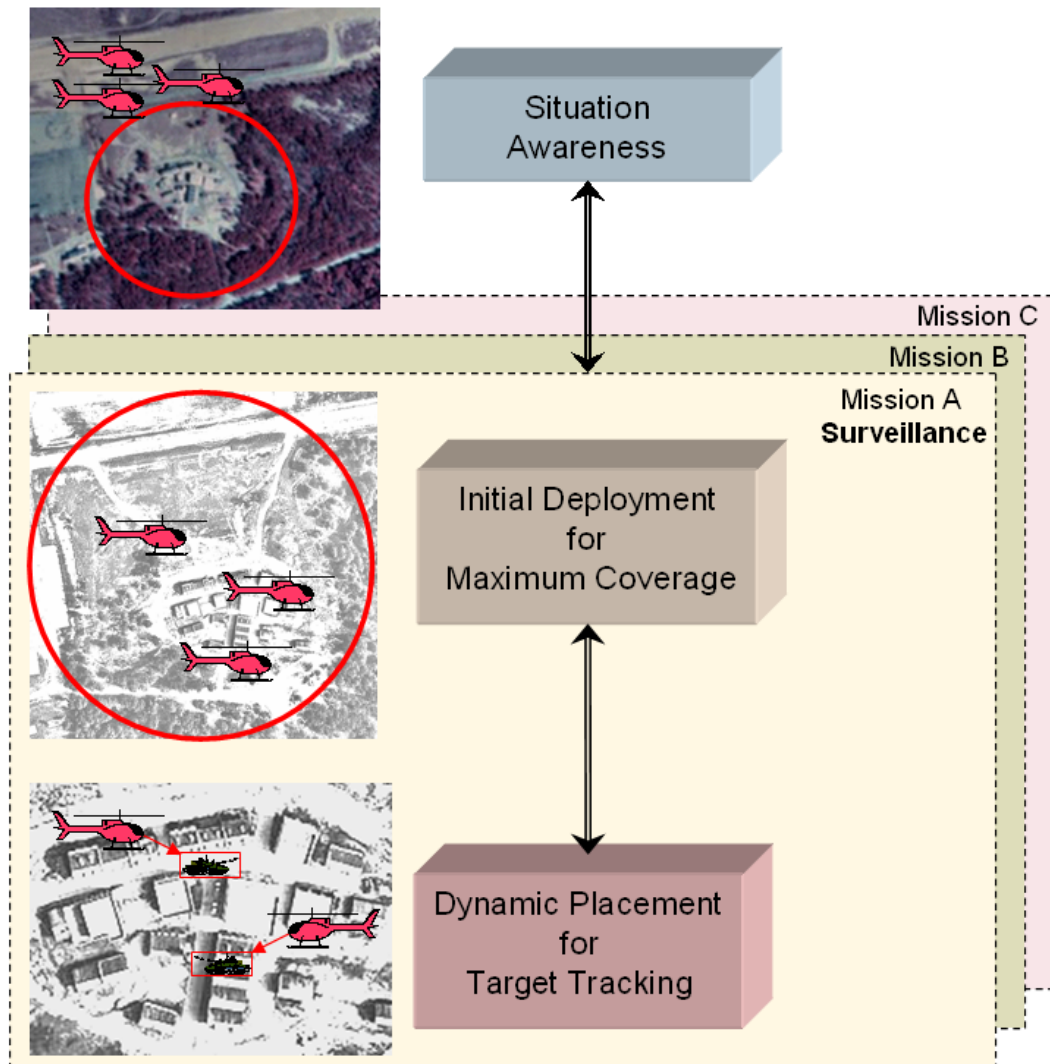 Situation
Awareness
Mission C
Mission B
Mission A
Surveillance
Initial Deployment
for
Maximum Coverage
Dynamic Placement
for
Target Tracking